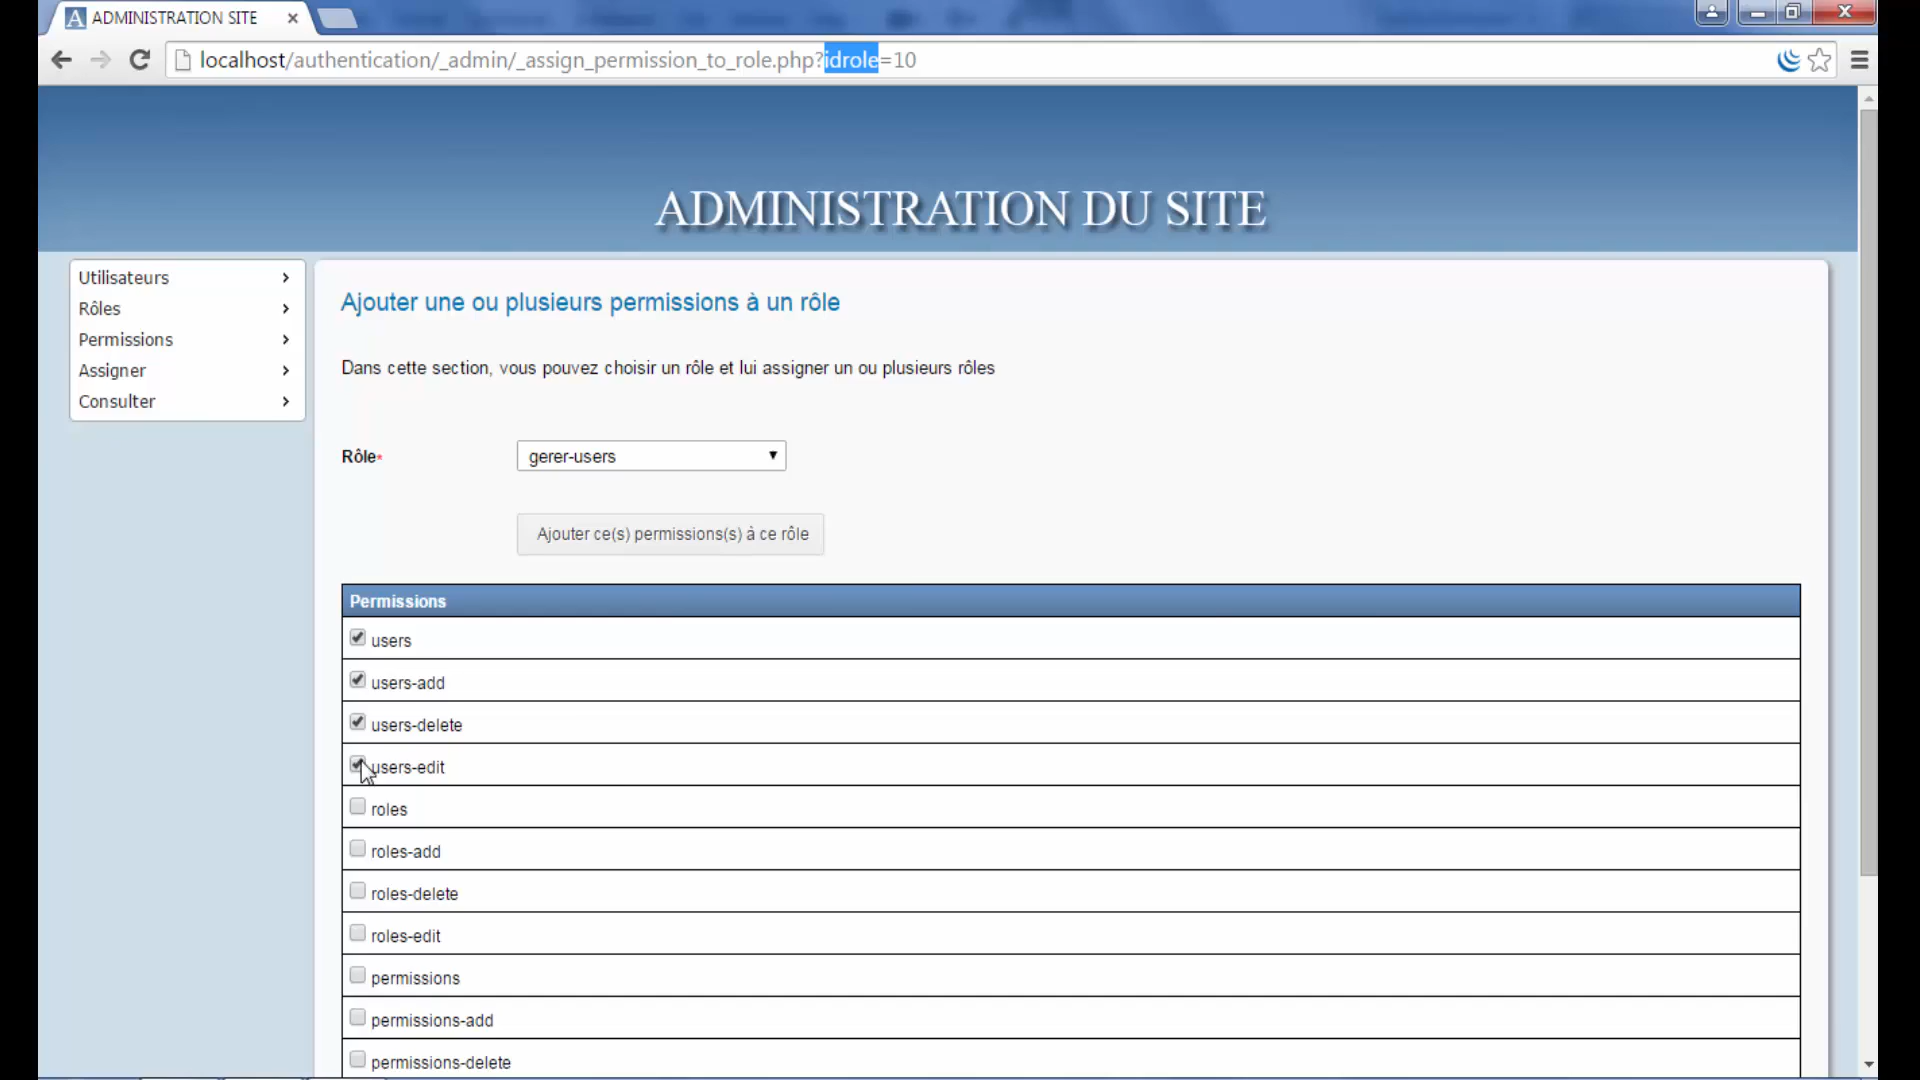 A ADMINISTRATION SITE
localhost/authentication/_admin/_assign_permission_to_role.php?idrole=10
ADMINISTRATION DU SITE
Utilisateurs
Rôles
Permissions
Assigner
Consulter
Ajouter une ou plusieurs permissions à un rôle
Dans cette section, vous pouvez choisir un rôle et lui assigner un ou plusieurs rôles
Rôle*
gerer-users
Ajouter ce(s) permissions(s) à ce rôle
Permissions
users
users-add
users-delete
users-edit
roles
roles-add
roles-delete
roles-edit
permissions
permissions-add
permissions-delete